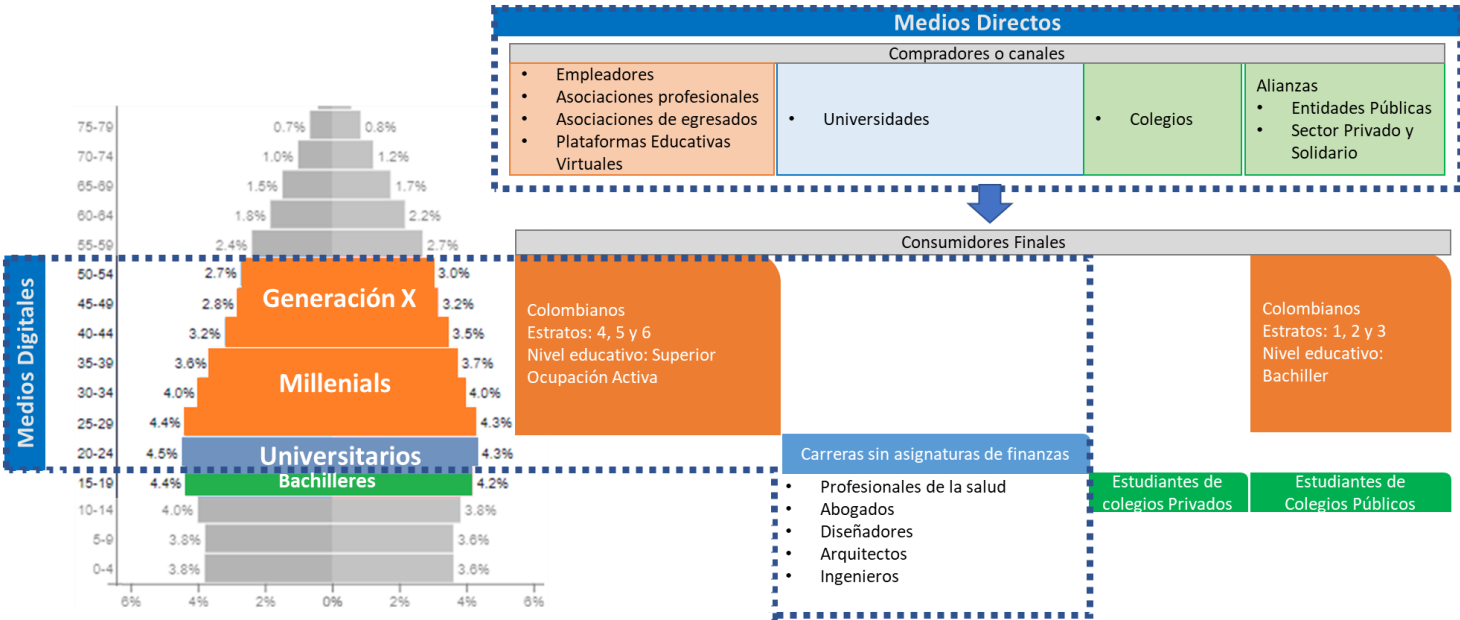 Medios Directos
Compradores o canales
• Empleadores
• Asociaciones profesionales
• Asociaciones de egresados
• Plataformas Educativas
Virtuales
• Universidades
• Colegios
Alianzas
• Entidades Públicas
• Sector Privado y
Solidario
Consumidores Finales
Medios Digitales
75-79 0.7% 0.8%
70-74 1.0% 1.2%
65-69 1.5% 1.7%
60-64 1.8% 2.2%
55-59 2.4% 2.7%
50-54 2.7% 3.0%
Generación X
45-49 2.8% 3.2%
40-44 3.2% 3.5%
35-39 3.6% 3.7%
Millenials
30-34 4.0% 4.0%
25-29 4.4% 4.3%
20-24 4.5% Universitarios 4.3%
15-19 4.4% Bachilleres 4.2%
10-14 4.0% 3.8%
5-9 3.8% 3.6%
0-4 3.8% 3.6%
6% 4% 2% 0% 2% 4% 6%
Colombianos
Estratos: 4, 5 y 6
Nivel educativo: Superior
Ocupación Activa
Colombianos
Estratos: 1, 2 y 3
Nivel educativo:
Bachiller
Carreras sin asignaturas de finanzas
• Profesionales de la salud
• Abogados
• Diseñadores
• Arquitectos
• Ingenieros
Estudiantes de
colegios Privados
Estudiantes de
Colegios Públicos